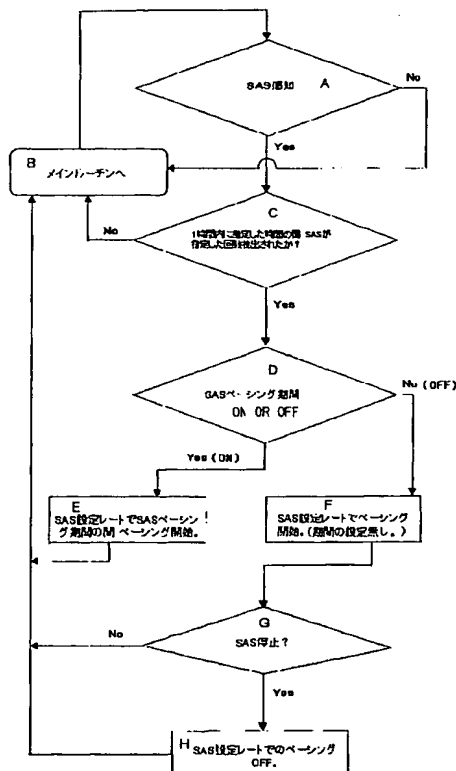 SAS感知 A
No
Yes
B
メインルーチンへ
C
1時間内に指定した時間の間 SASが
指定した回数検出されたか?
No
Yes
D
SASペーシング期間
ON OR OFF
No (OFF)
Yes (ON)
E
SAS設定レートでSASペーシン
グ期間の間 ペーシング開始。
F
SAS設定レートでペーシング
開始。(期間の設定無し。)
G
SAS停止?
No
Yes
H SAS設定レートでのペーシング
OFF.